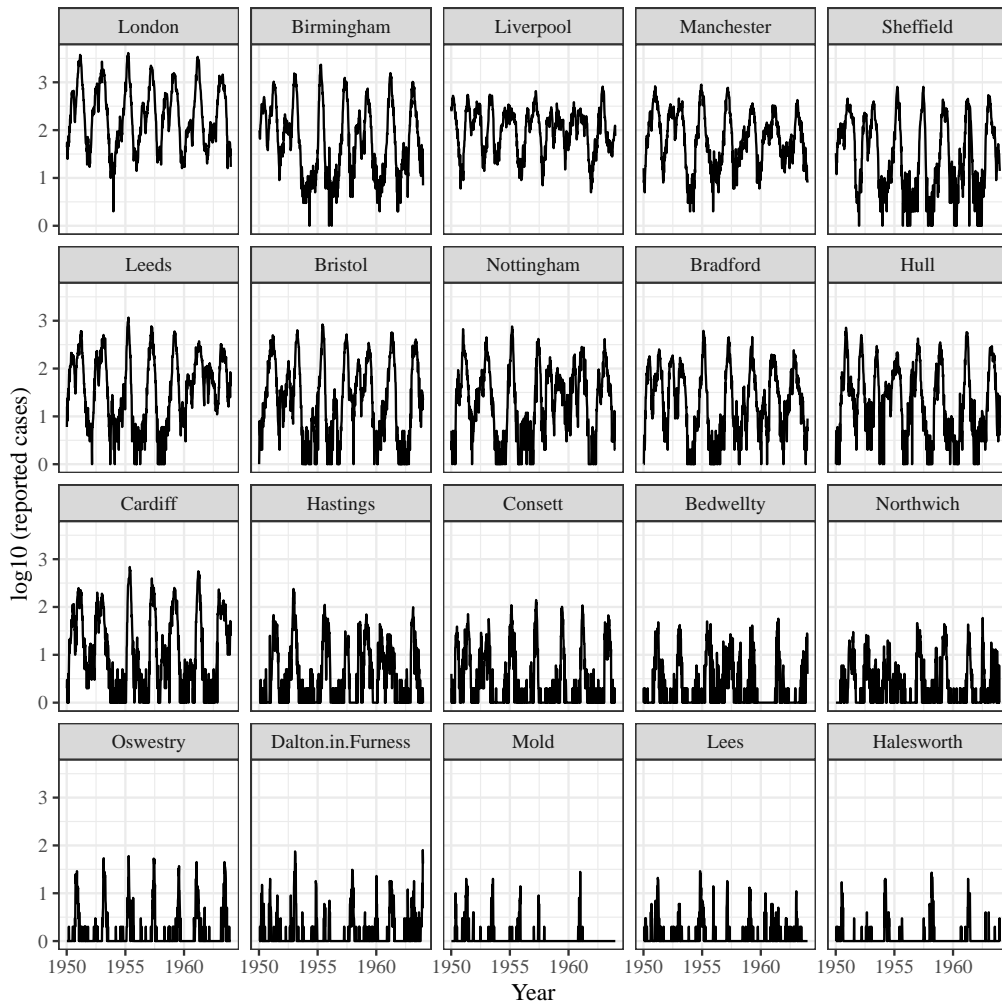 London Birmingham Liverpool Manchester Sheffield
3
2
1
0
Leeds Bristol Nottingham Bradford Hull
3
2
1
0
Cardiff Hastings Consett Bedwellty Northwich
3
2
1
0
Oswestry Dalton.in.Furness Mold Lees Halesworth
3
2
1
0
1950 1955 1960 1950 1955 1960 1950 1955 1960 1950 1955 1960 1950 1955 1960
Year
log10 (reported cases)